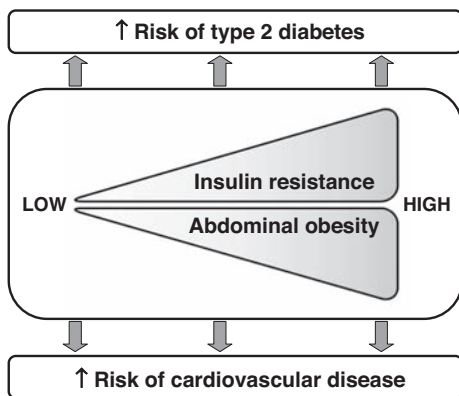 ↑ Risk of type 2 diabetes
Insulin resistance
LOW
HIGH
Abdominal obesity
↑ Risk of cardiovascular disease